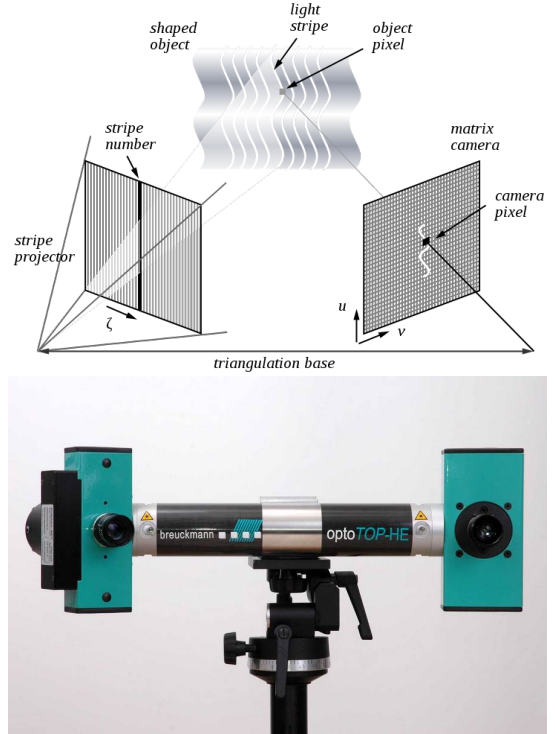 shaped
object
light
stripe
object
pixel
stripe
number
matrix
camera
camera
pixel
stripe
projector
ζ
u
v
triangulation base
breuckmann
optoTOP-HE